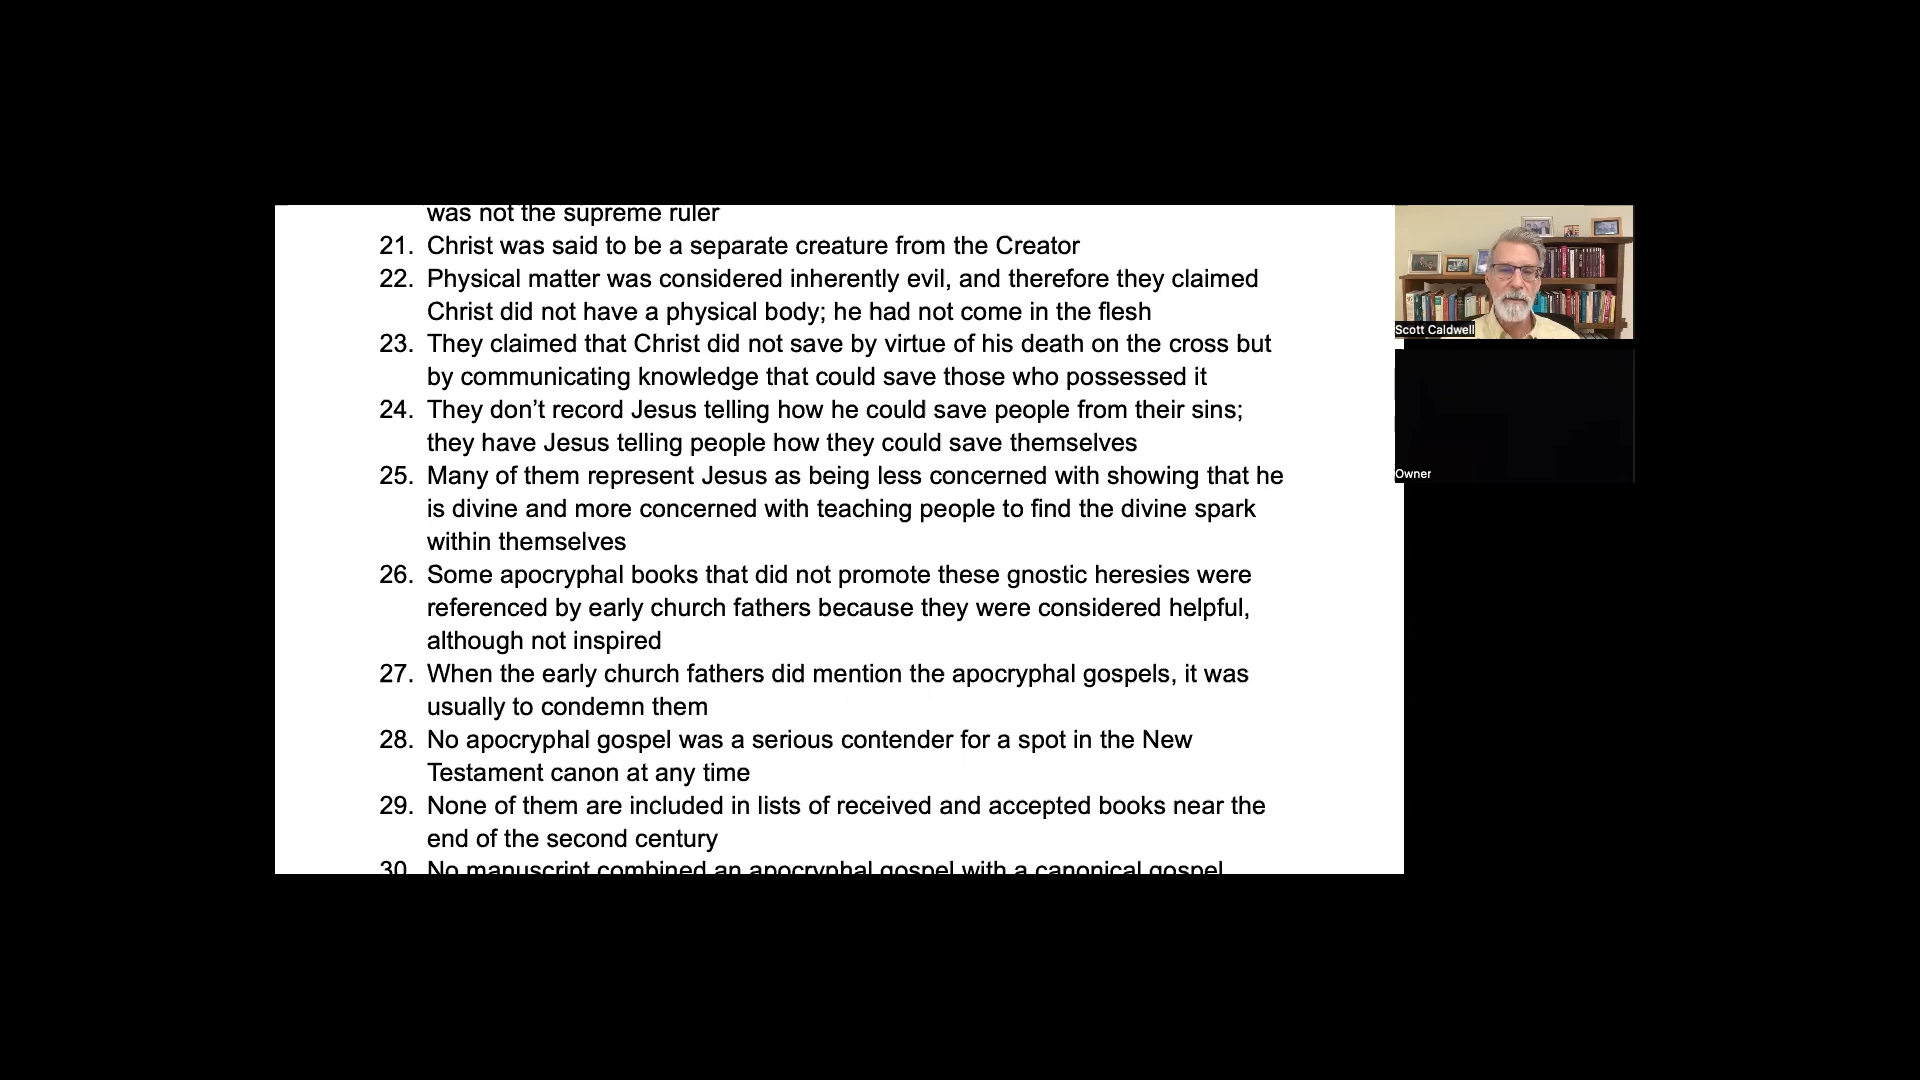 was not the supreme ruler
21. Christ was said to be a separate creature from the Creator
22. Physical matter was considered inherently evil, and therefore they claimed
Christ did not have a physical body; he had not come in the flesh
23. They claimed that Christ did not save by virtue of his death on the cross but
by communicating knowledge that could save those who possessed it
24. They don’t record Jesus telling how he could save people from their sins;
they have Jesus telling people how they could save themselves
25. Many of them represent Jesus as being less concerned with showing that he
is divine and more concerned with teaching people to find the divine spark
within themselves
26. Some apocryphal books that did not promote these gnostic heresies were
referenced by early church fathers because they were considered helpful,
although not inspired
27. When the early church fathers did mention the apocryphal gospels, it was
usually to condemn them
28. No apocryphal gospel was a serious contender for a spot in the New
Testament canon at any time
29. None of them are included in lists of received and accepted books near the
end of the second century
30. No manuscript combined an apocryphal gospel with a canonical gospel
Scott Caldwell
Owner